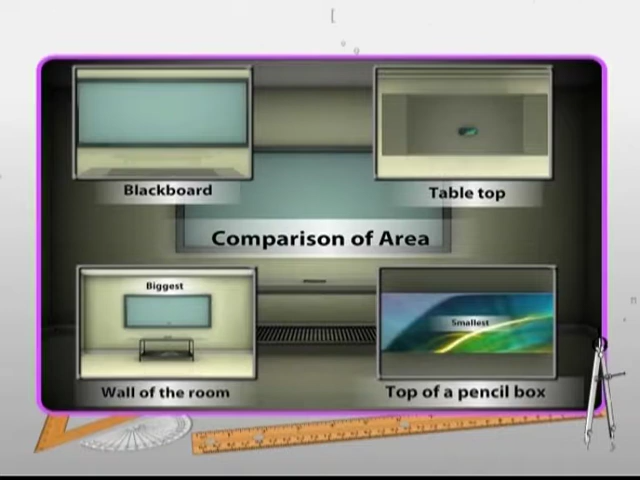 Blackboard
Table top
Comparison of Area
Biggest
Wall of the room
Smallest
Top of a pencil box